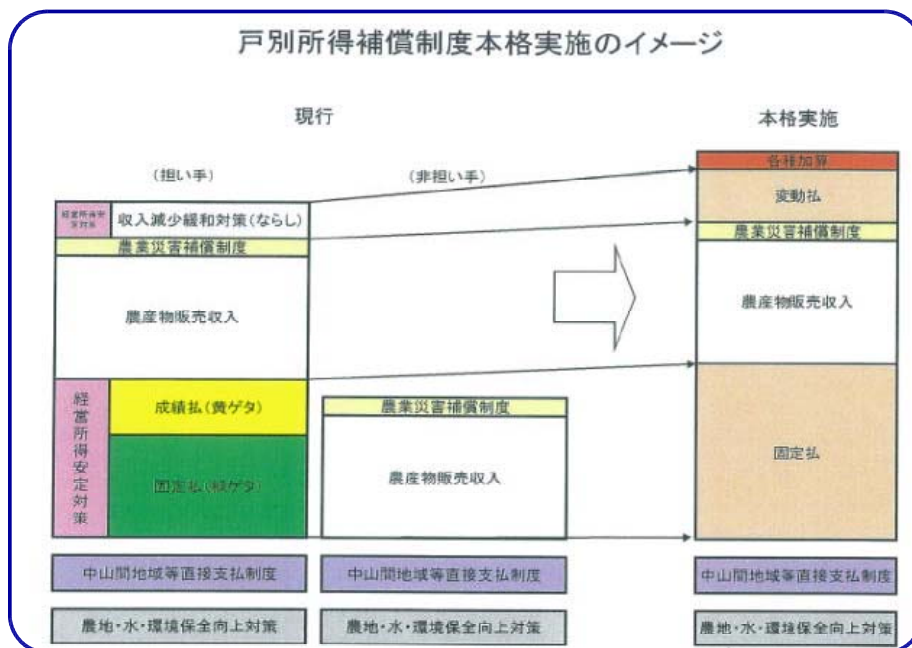 戸別所得補償制度本格実施のイメージ
現行
本格実施
(担い手)
(非担い手)
各種加算
変動払
経営所得安
定対策
収入減少緩和対策(ならし)
農業災害補償制度
農業災害補償制度
農産物販売収入
農産物販売収入
経営所得安定対策
成績払(黄ゲタ)
農業災害補償制度
固定払(緑ゲタ)
農産物販売収入
固定払
中山間地域等直接支払制度
中山間地域等直接支払制度
中山間地域等直接支払制度
農地・水・環境保全向上対策
農地・水・環境保全向上対策
農地・水・環境保全向上対策